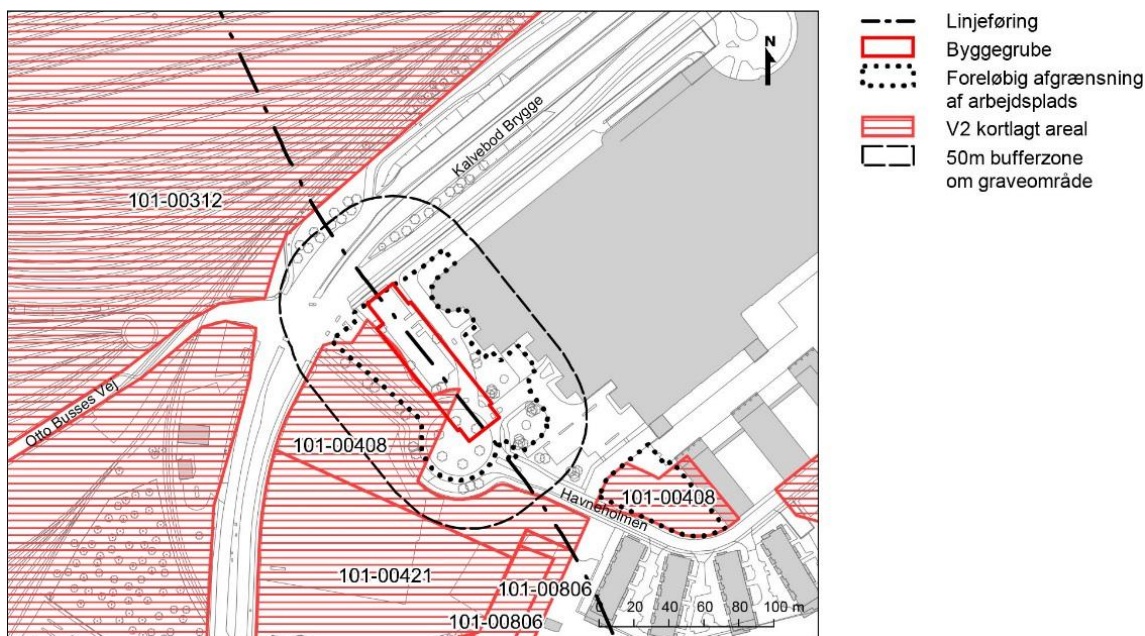 Linjeføring
Byggegrube
Foreløbig afgrænsning
af arbejdsplads
V2 kortlagt areal
50m bufferzone
om graveområde
N
Kalvebod Brygge
101-00312
Otto Busses Vej
101-00408
Havneholmen
101-00408
101-00421
101-00806
101-00806
0 20 40 60 80 100 m